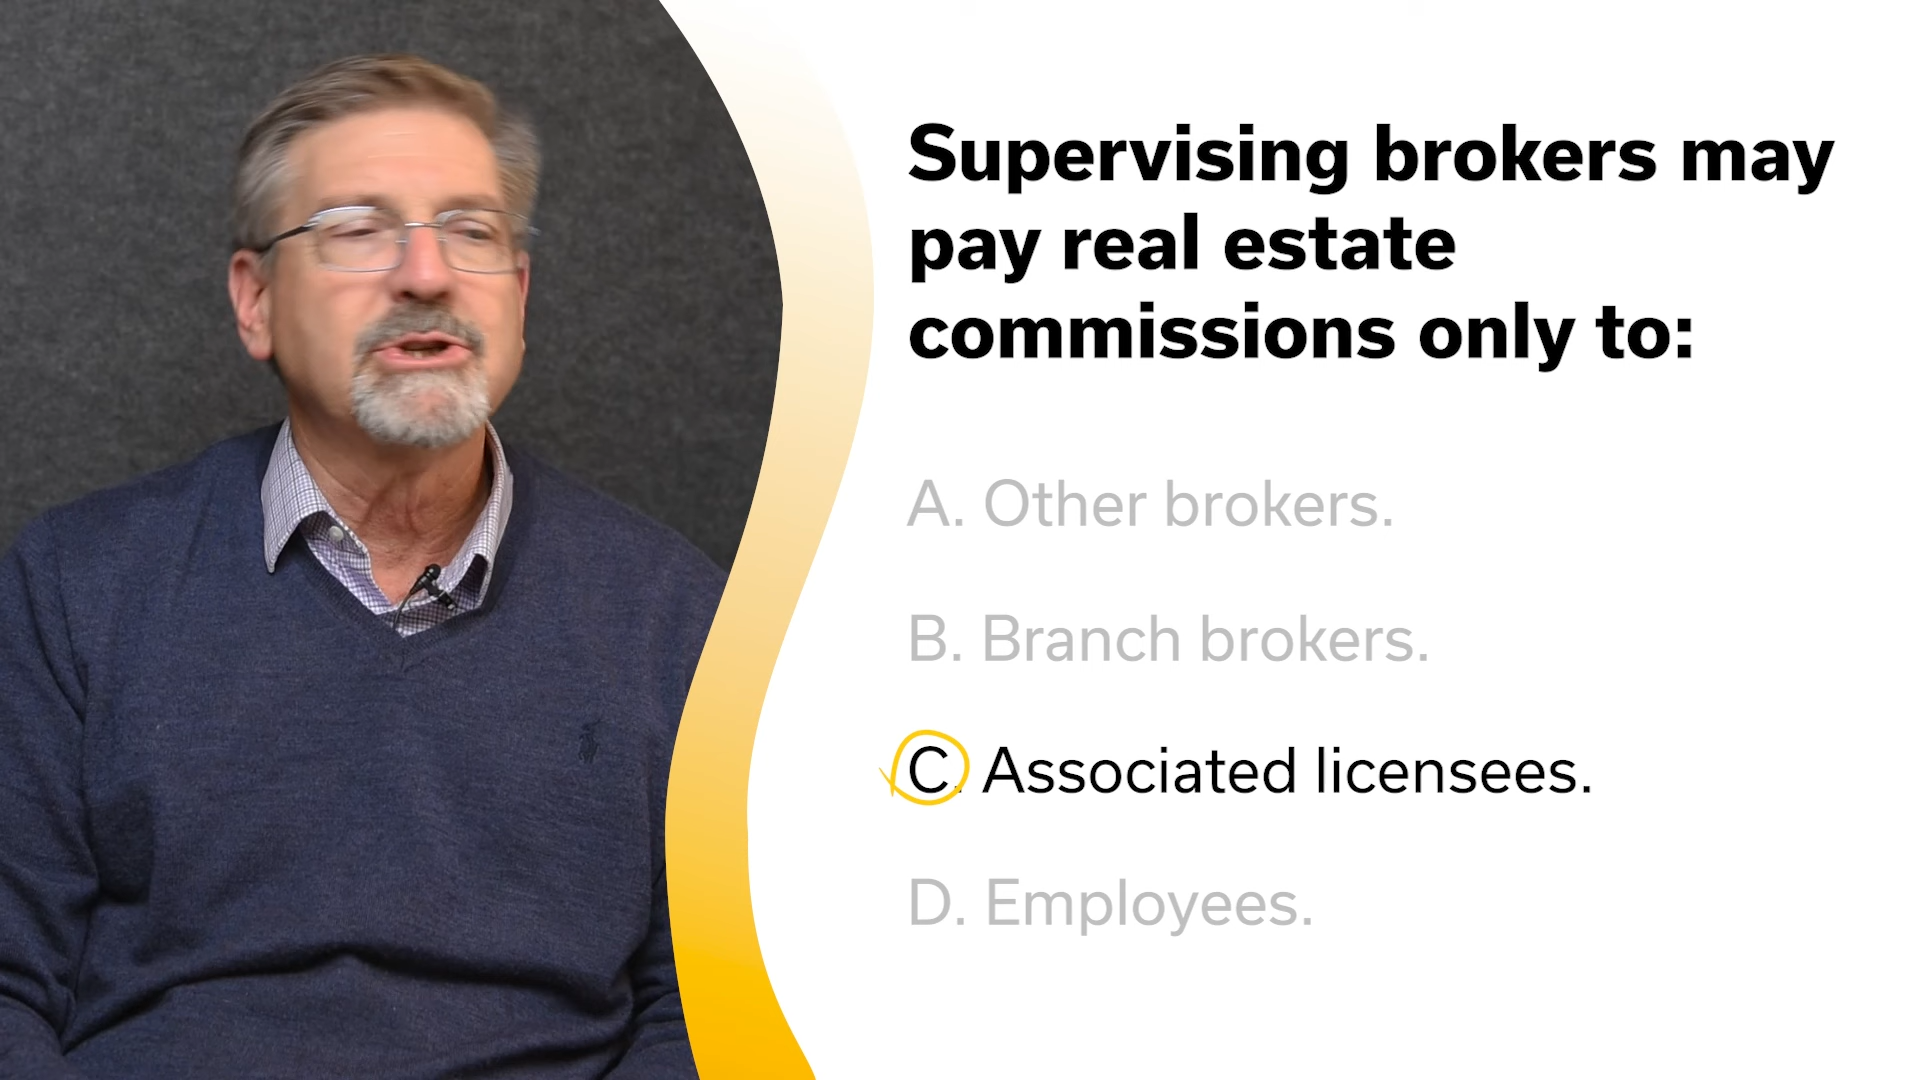 Supervising brokers may
pay real estate
commissions only to:
A. Other brokers.
B. Branch brokers.
C. Associated licensees.
D. Employees.